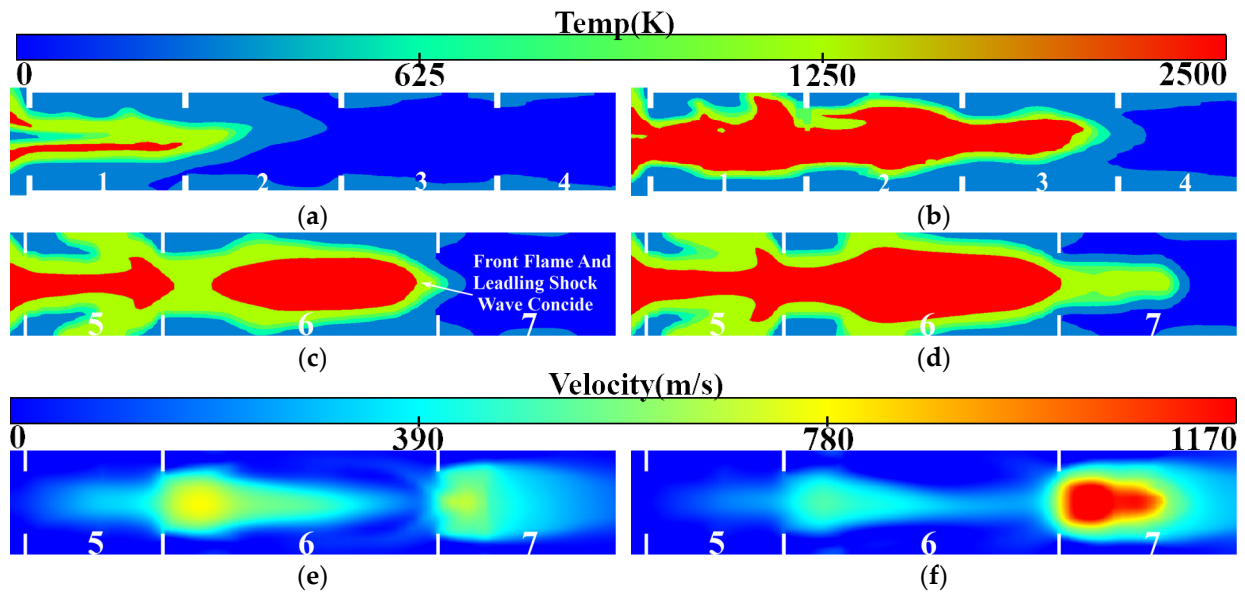 Temp(K)
0 625 1250 2500
1 2 3 4 1 2 3 4
(a) (b)
Front Flame And
Leadling Shock
Wave Concide
5 6 7 5 6 7
(c) (d)
Velocity(m/s)
0 390 780 1170
5 6 7 5 6 7
(e) (f)